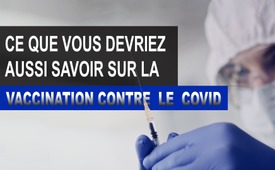 CE QUE VOUS DEVRIEZ
AUSSI SAVOIR SUR LA
VACCINATION CONTRE LE COVID